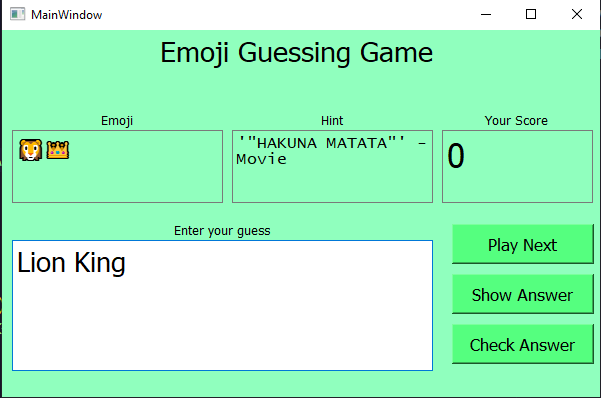 MainWindow
Emoji Guessing Game
Emoji
Hint
Your Score
🦁👑
'"HAKUNA MATATA"' -
Movie
0
Enter your guess
Lion King
Play Next
Show Answer
Check Answer